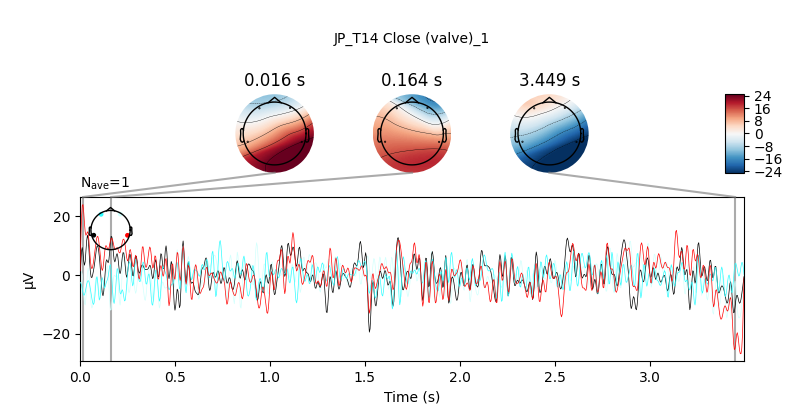 JP_T14 Close (valve)_1
0.016 s 0.164 s 3.449 s
24
16
8
0
−8
−16
−24
Nave=1
20
0
−20
μV
0.0 0.5 1.0 1.5 2.0 2.5 3.0
Time (s)